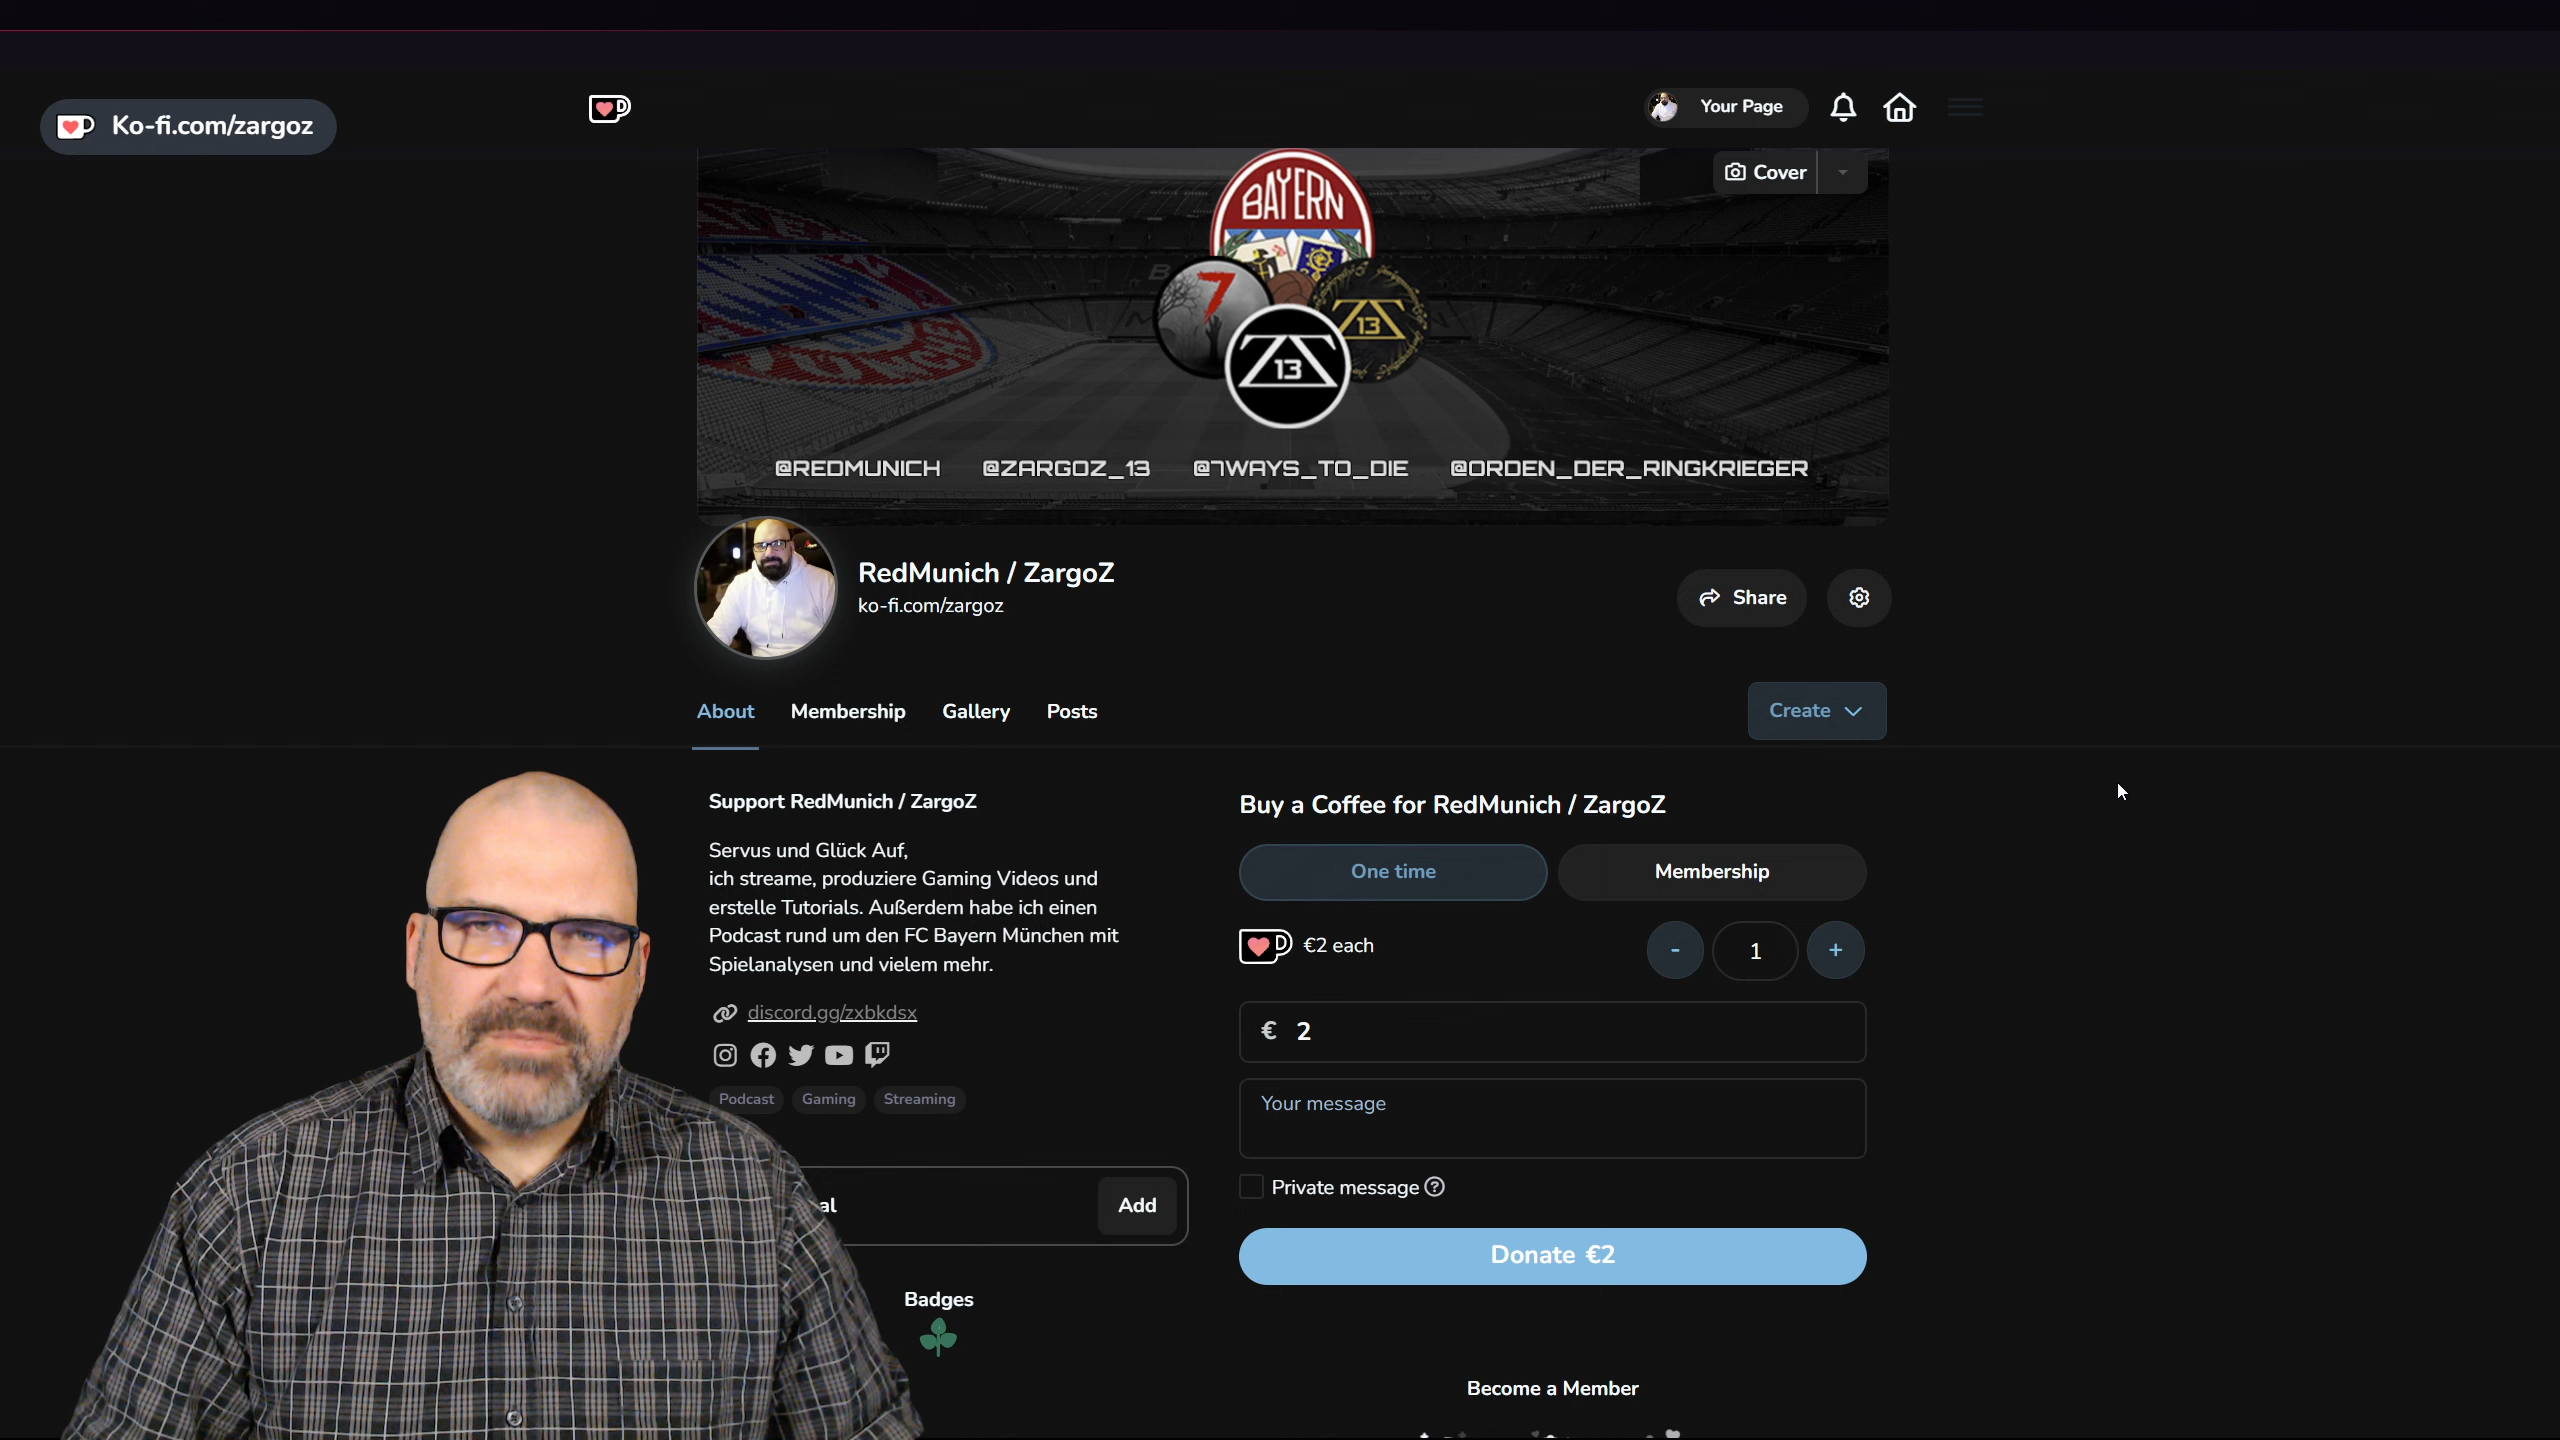 Ko-fi.com/zargoz
Your Page
Cover
BAYERN
7
13
13
@REDMUNICH @ZARGOZ_13 @7WAYS_TO_DIE @ORDEN_DER_RINGKRIEGER
RedMunich / ZargoZ
ko-fi.com/zargoz
Share
About Membership Gallery Posts
Create
Support RedMunich / ZargoZ
Servus und Glück Auf,
ich streame, produziere Gaming Videos und
erstelle Tutorials. Außerdem habe ich einen
Podcast rund um den FC Bayern München mit
Spielanalysen und vielem mehr.
discord.gg/zxbkdsx
Podcast Gaming Streaming
al
Add
Badges
Buy a Coffee for RedMunich / ZargoZ
One time Membership
€2 each
- 1 +
€ 2
Your message
Private message ?
Donate €2
Become a Member